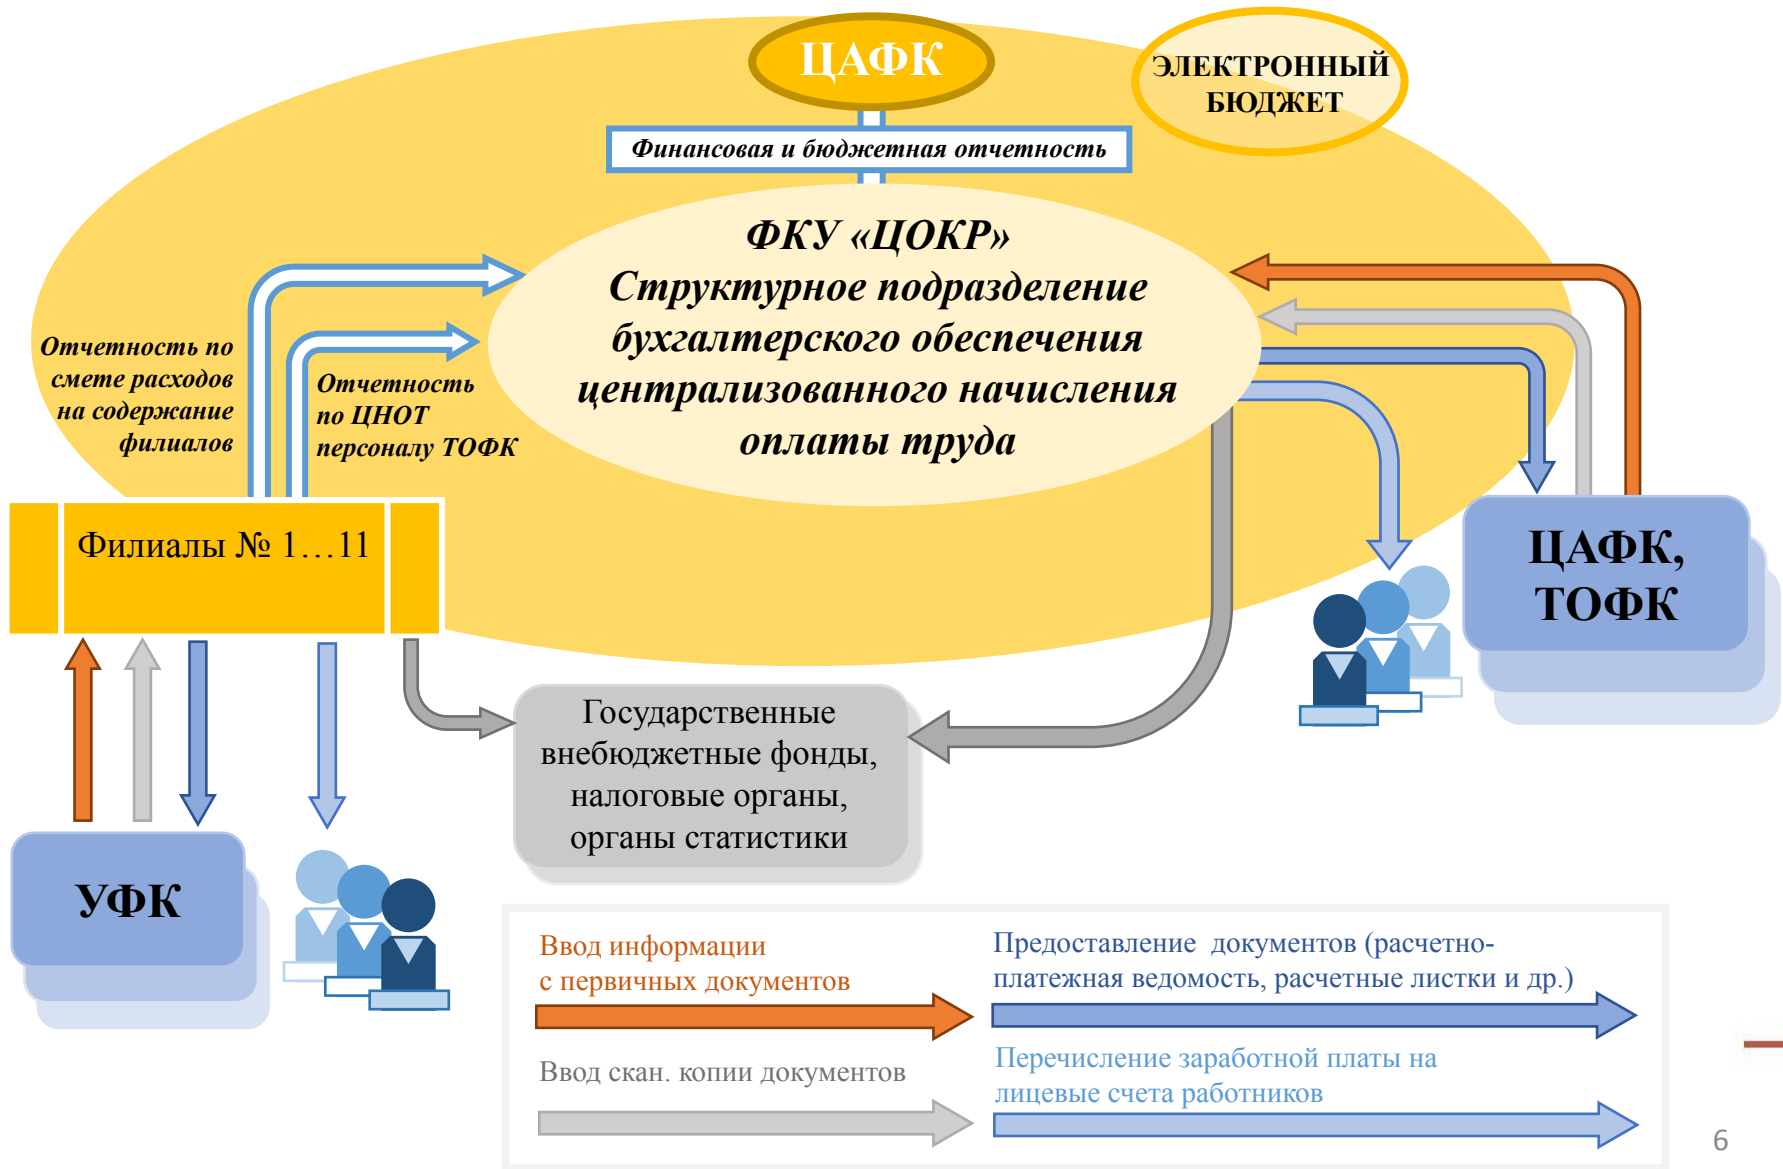 ЦАФК
ЭЛЕКТРОННЫЙ
БЮДЖЕТ
Финансовая и бюджетная отчетность
ФКУ «ЦОКР»
Структурное подразделение
бухгалтерского обеспечения
централизованного начисления
оплаты труда
Отчетность по
смете расходов
на содержание
филиалов
Отчетность
по ЦНОТ
персоналу ТОФК
Филиалы № 1…11
ЦАФК,
ТОФК
Государственные
внебюджетные фонды,
налоговые органы,
органы статистики
УФК
Ввод информации
с первичных документов
Предоставление документов (расчетно-
платежная ведомость, расчетные листки и др.)
Ввод скан. копии документов
Перечисление заработной платы на
лицевые счета работников
6